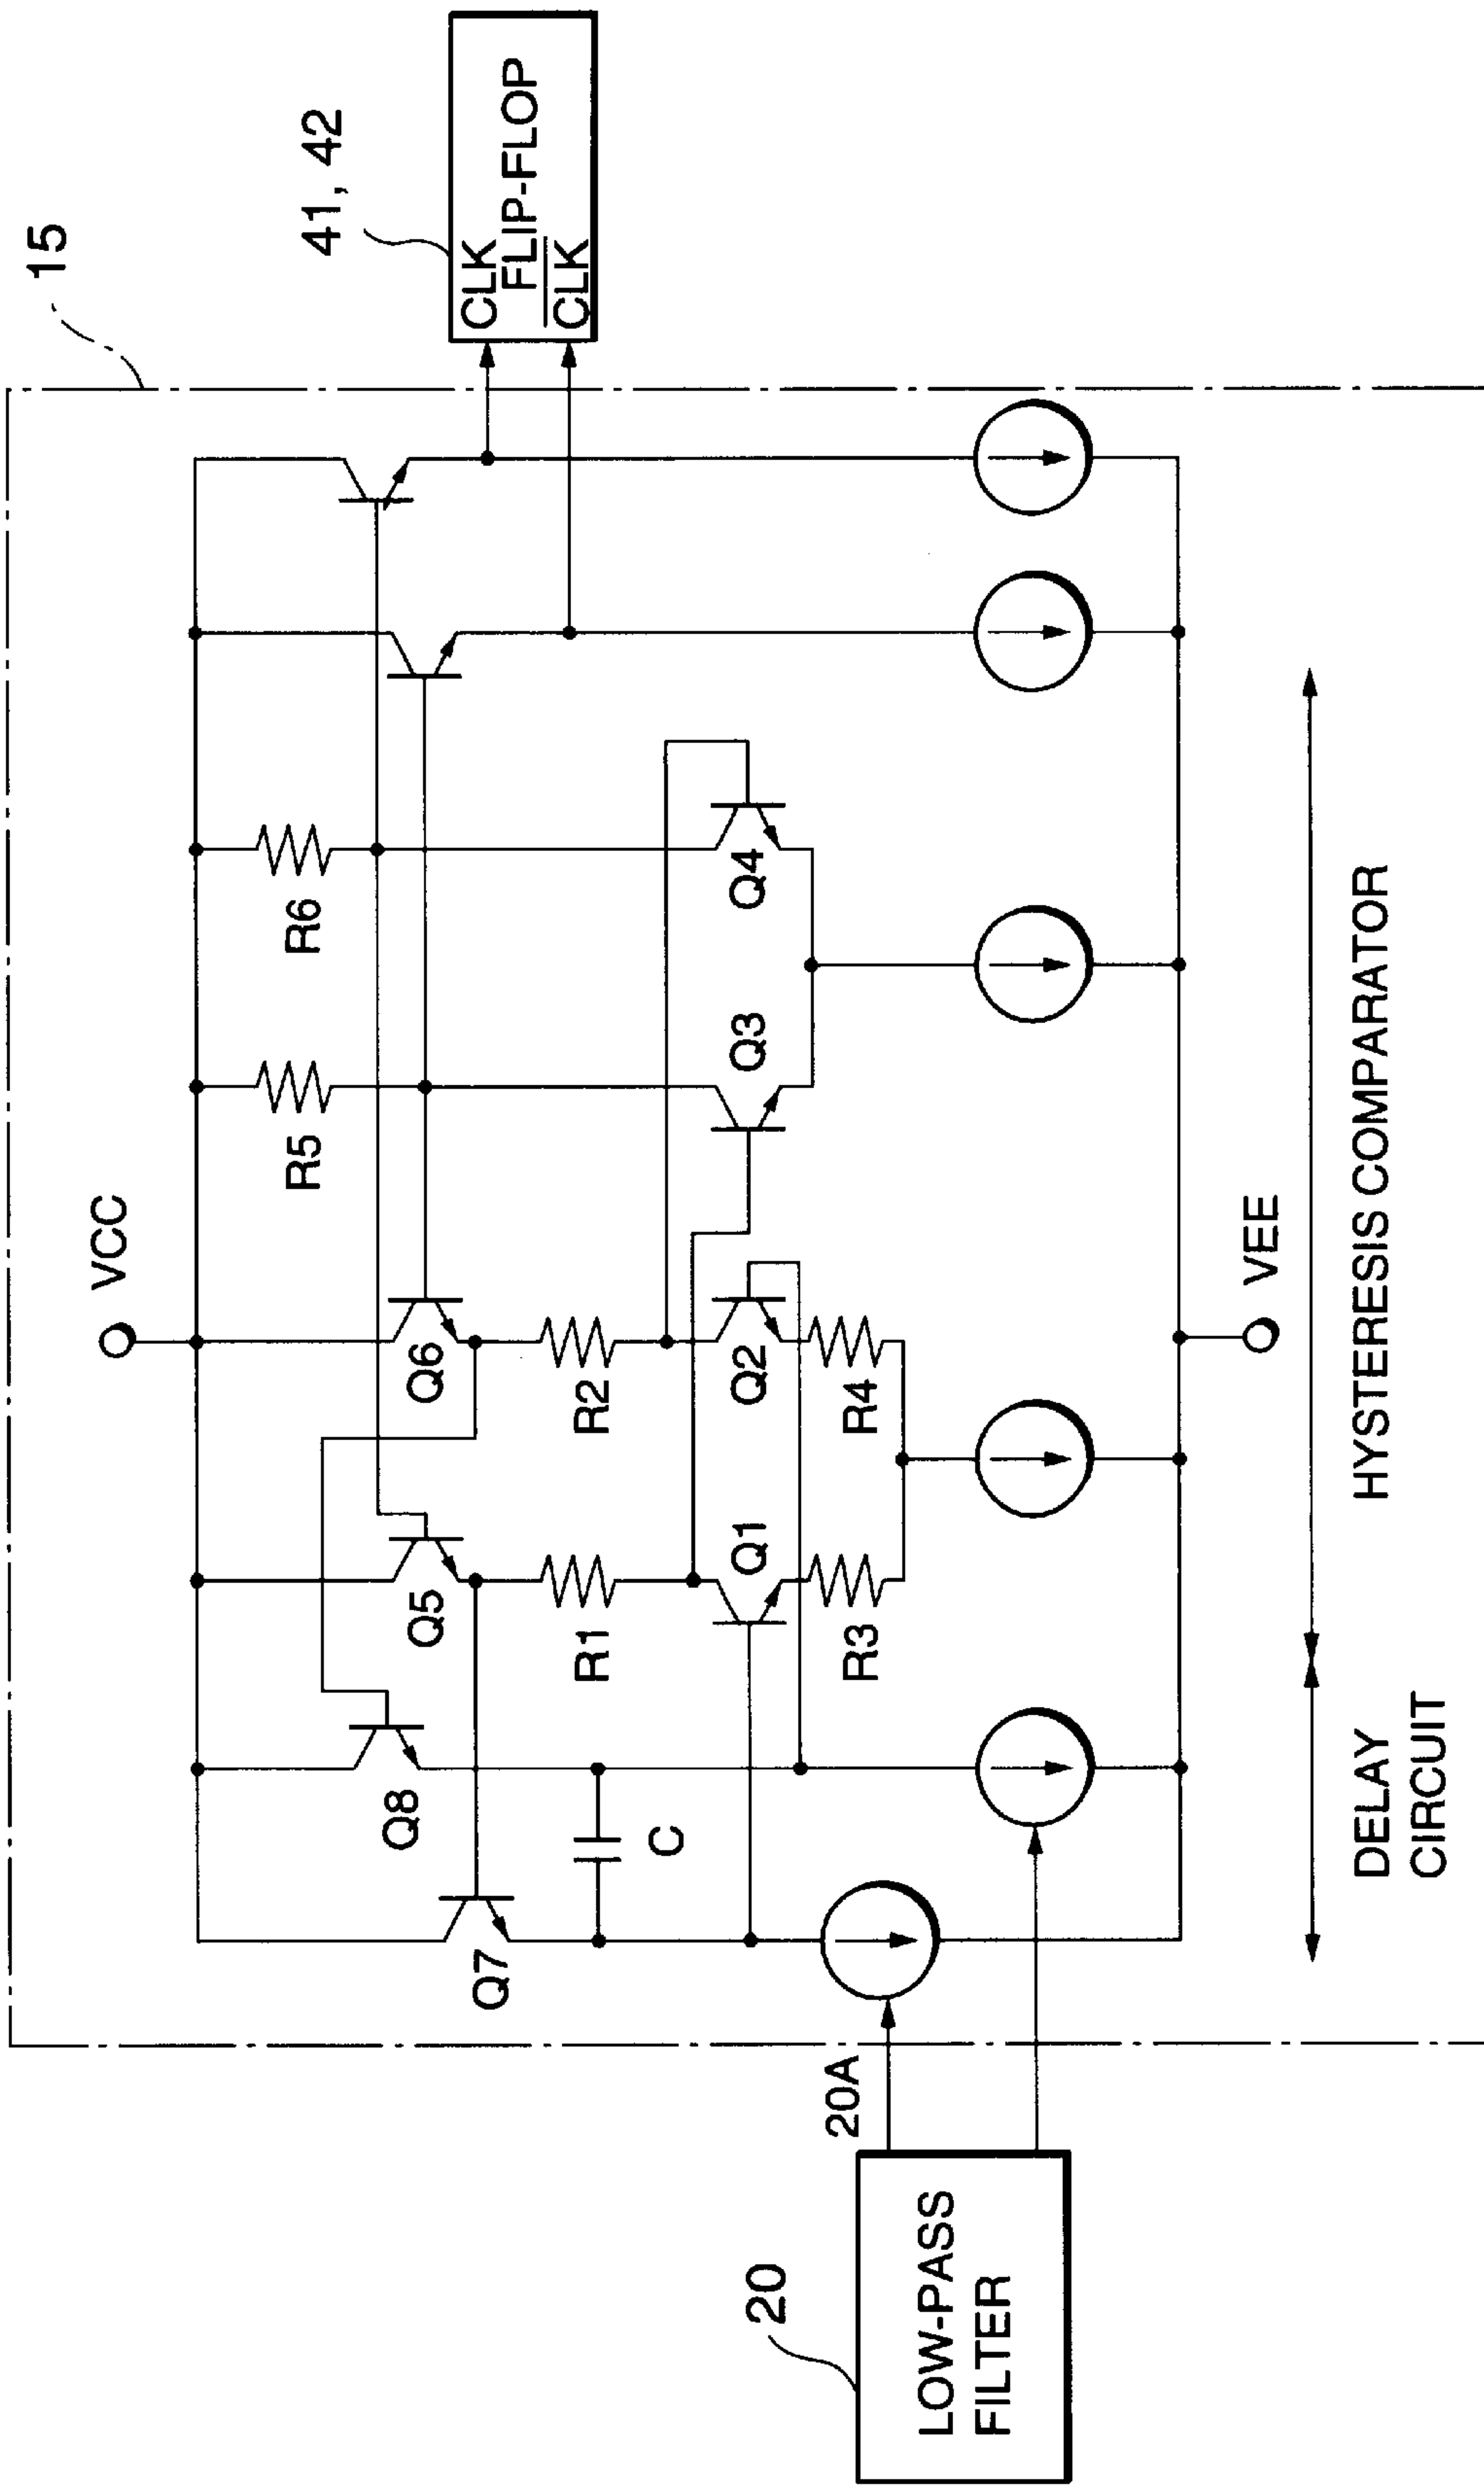 15
41, 42
CLK
FLIP-FLOP
CLK
VCC
R5
R6
Q6
Q5
Q8
Q7
R2
R1
C
Q3
Q4
Q2
Q1
R4
R3
20A
20
LOW-PASS
FILTER
VEE
DELAY
CIRCUIT
HYSTERESIS COMPARATOR